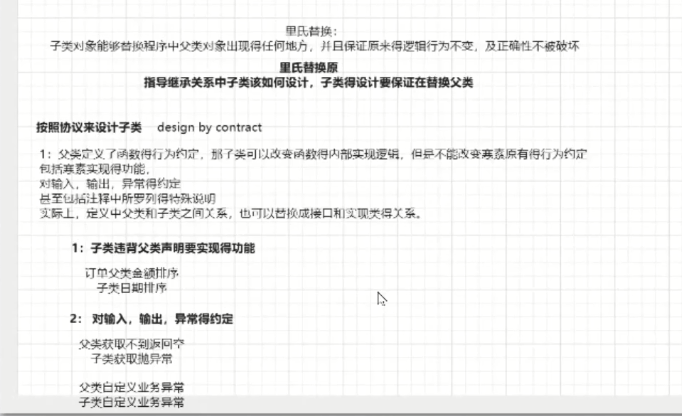 里氏替换：
子类对象能够替换程序中父类对象出现得任何地方，并且保证原来得逻辑行为不变，及正确性不被破坏
里氏替换原
指导继承关系中子类该如何设计，子类得设计要保证在替换父类
按照协议来设计子类 design by contract
1：父类定义了函数得行为约定，那子类可以改变函数得内部实现逻辑，但是不能改变寒素原有得行为约定
包括寒素实现得功能，
对输入，输出，异常得约定
甚至包括注释中所罗列得特殊说明
实际上，定义中父类和子类之间关系，也可以替换成接口和实现类得关系。
1：子类违背父类声明要实现得功能
订单父类金额排序
子类日期排序
2： 对输入，输出，异常得约定
父类获取不到返回空
子类获取抛异常
父类自定义业务异常
子类自定义业务异常